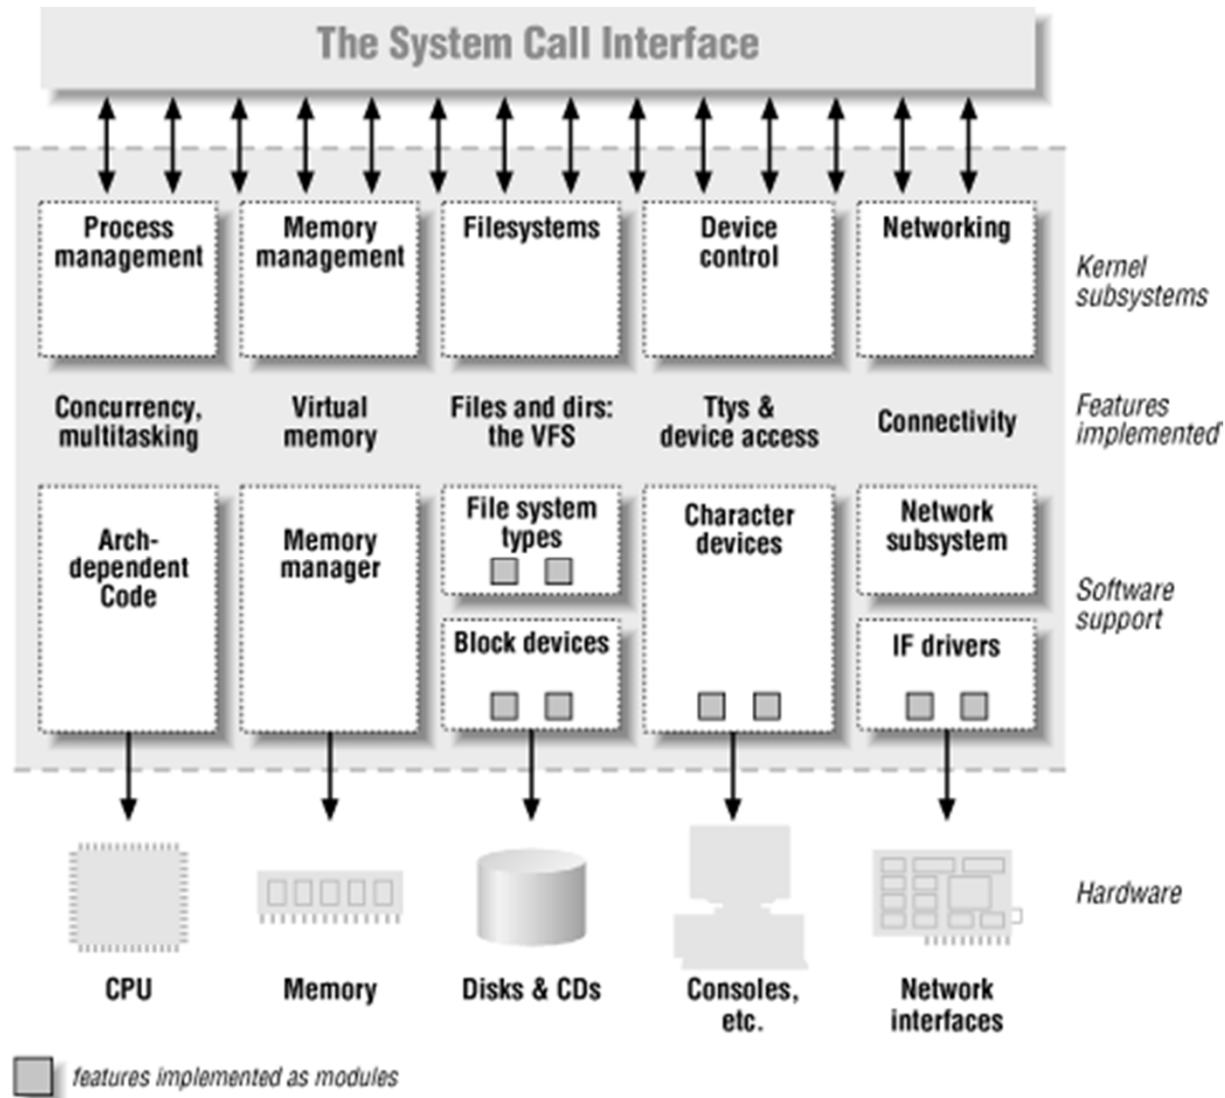 The System Call Interface
Process
management
Memory
management
Filesystems
Device
control
Networking
Kernel
subsystems
Concurrency,
multitasking
Virtual
memory
Files and dirs:
the VFS
Ttys &
device access
Connectivity
Features
implemented
Arch-
dependent
Code
Memory
manager
File system
types
Block devices
Character
devices
Network
subsystem
IF drivers
Software
support
CPU
Memory
Disks & CDs
Consoles,
etc.
Network
interfaces
Hardware
features implemented as modules